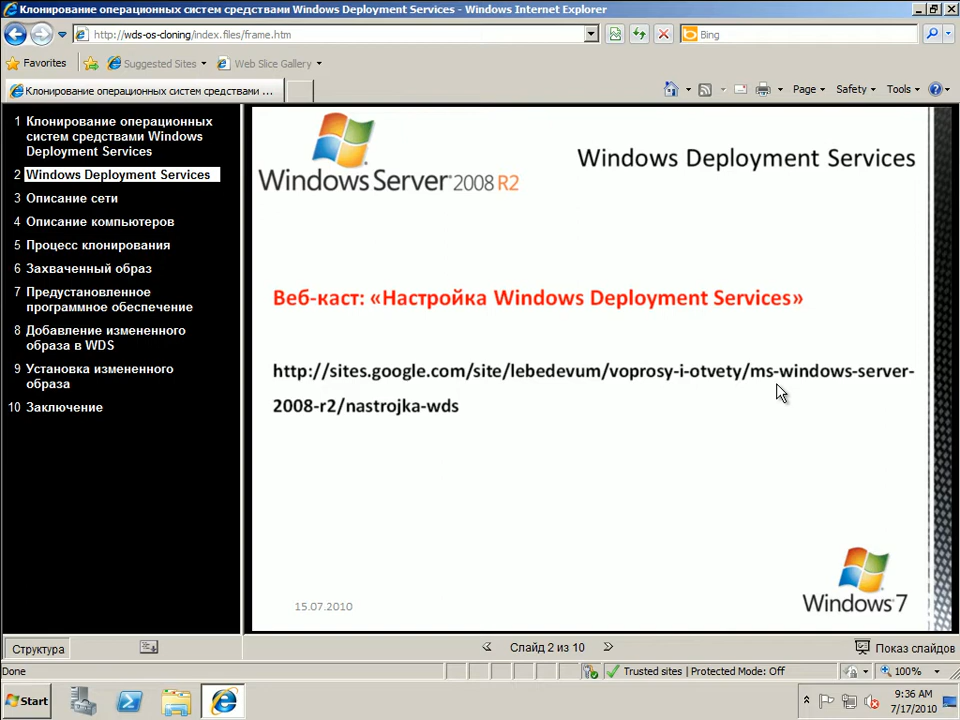 Клонирование операционных систем средствами Windows Deployment Services - Windows Internet Explorer
http://wds-os-cloning/index.files/frame.htm
Bing
Favorites
Suggested Sites
Web Slice Gallery
Клонирование операционных систем средствами ...
Page
Safety
Tools
1 Клонирование операционных
систем средствами Windows
Deployment Services
2 Windows Deployment Services
3 Описание сети
4 Описание компьютеров
5 Процесс клонирования
6 Захваченный образ
7 Предустановленное
программное обеспечение
8 Добавление измененного
образа в WDS
9 Установка измененного
образа
10 Заключение
Windows Server 2008 R2
Windows Deployment Services
Веб-каст: «Настройка Windows Deployment Services»
http://sites.google.com/site/lebedevum/voprosy-i-otvety/ms-windows-server-
2008-r2/nastrojka-wds
15.07.2010
Windows 7
Структура
Слайд 2 из 10
Показ слайдов
Done
Trusted sites | Protected Mode: Off
100%
Start
9:36 AM
7/17/2010